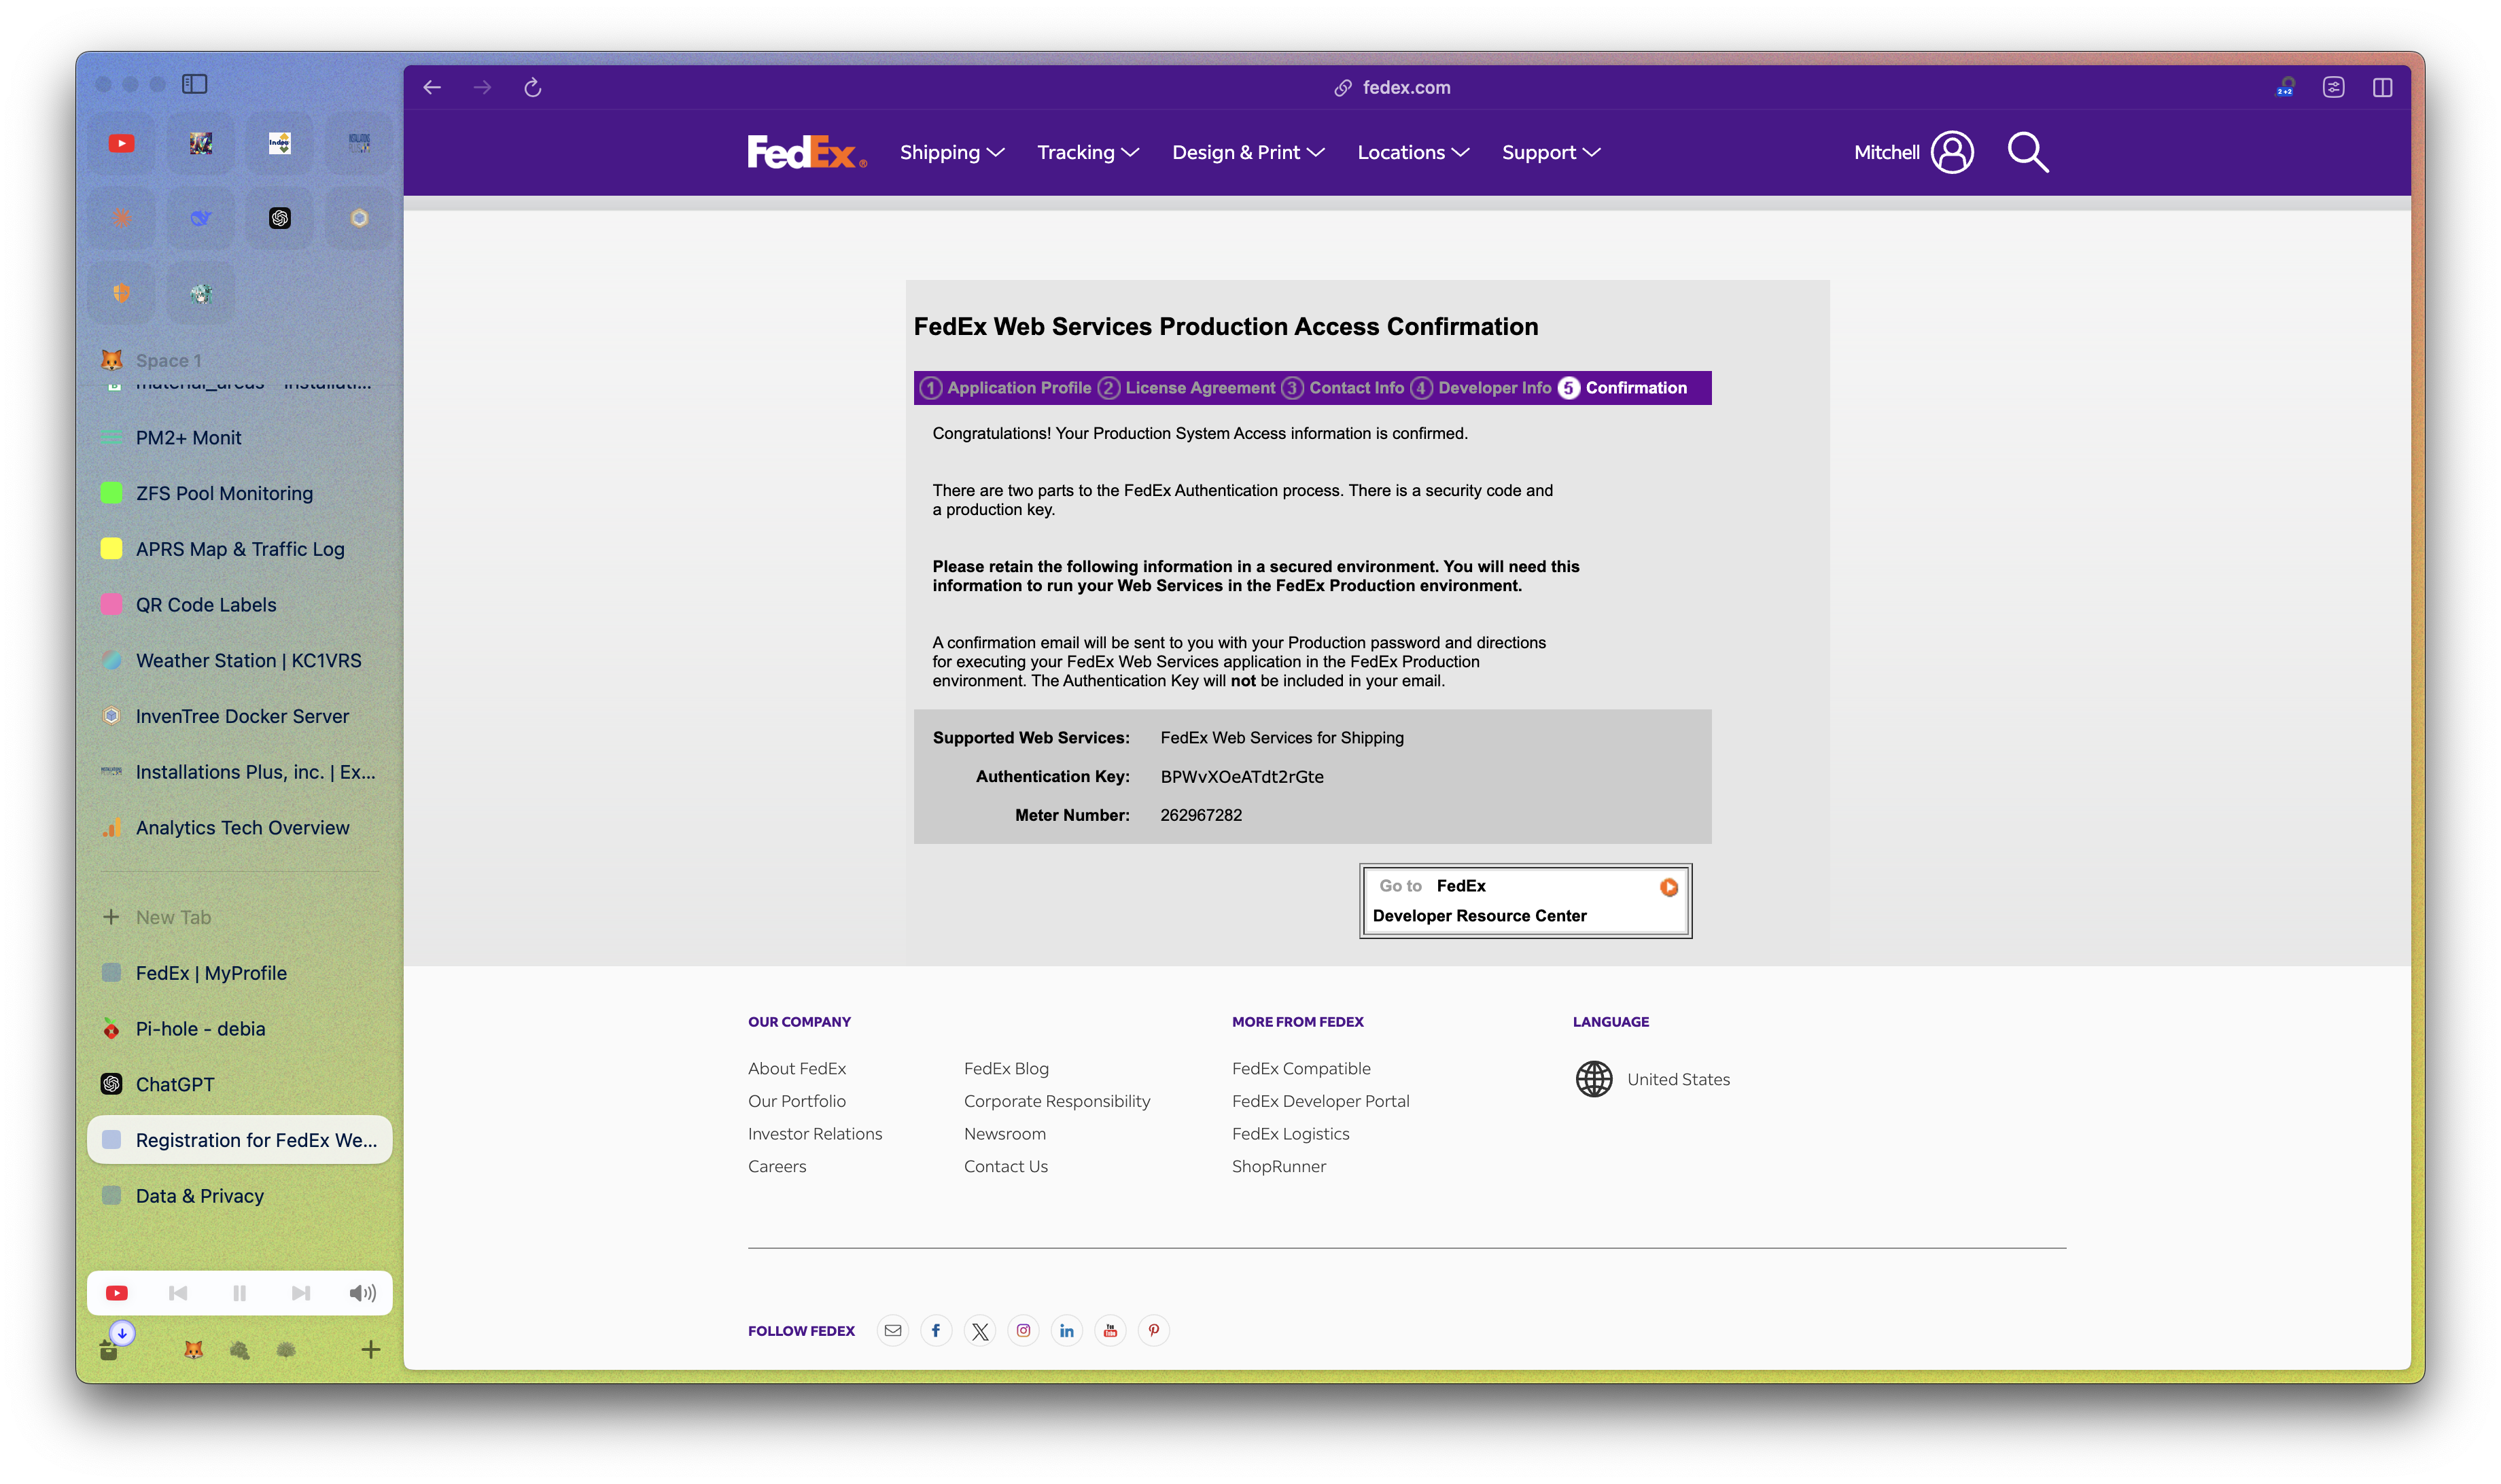 fedex.com
FedEx®
Shipping
Tracking
Design & Print
Locations
Support
Mitchell
Space 1
PM2+ Monit
ZFS Pool Monitoring
APRS Map & Traffic Log
QR Code Labels
Weather Station | KC1VRS
InvenTree Docker Server
Installations Plus, inc. | Ex...
Analytics Tech Overview
New Tab
FedEx | MyProfile
Pi-hole - debia
ChatGPT
Registration for FedEx We...
Data & Privacy
FedEx Web Services Production Access Confirmation
1 Application Profile 2 License Agreement 3 Contact Info 4 Developer Info 5 Confirmation
Congratulations! Your Production System Access information is confirmed.
There are two parts to the FedEx Authentication process. There is a security code and
a production key.
Please retain the following information in a secured environment. You will need this
information to run your Web Services in the FedEx Production environment.
A confirmation email will be sent to you with your Production password and directions
for executing your FedEx Web Services application in the FedEx Production
environment. The Authentication Key will not be included in your email.
Supported Web Services: FedEx Web Services for Shipping
Authentication Key: BPWvXOeATdt2rGte
Meter Number: 262967282
Go to FedEx
Developer Resource Center
OUR COMPANY
About FedEx
Our Portfolio
Investor Relations
Careers
FedEx Blog
Corporate Responsibility
Newsroom
Contact Us
MORE FROM FEDEX
FedEx Compatible
FedEx Developer Portal
FedEx Logistics
ShopRunner
LANGUAGE
United States
FOLLOW FEDEX